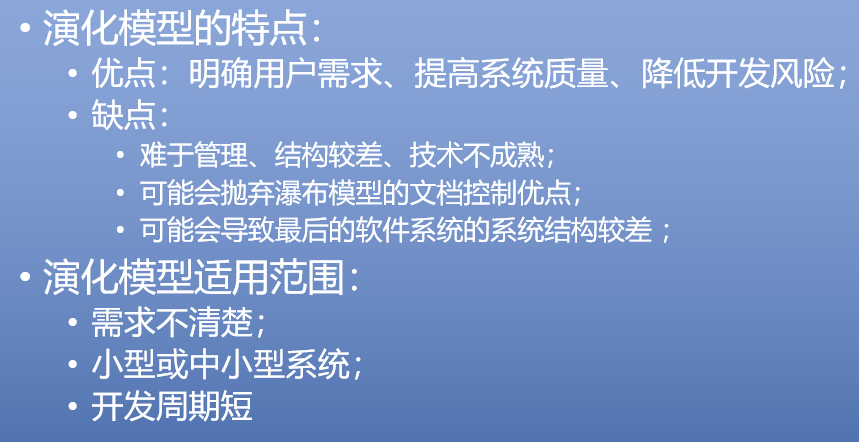 • 演化模型的特点：
• 优点：明确用户需求、提高系统质量、降低开发风险；
• 缺点：
• 难于管理、结构较差、技术不成熟；
• 可能会抛弃瀑布模型的文档控制优点；
• 可能会导致最后的软件系统的系统结构较差 ；
• 演化模型适用范围：
• 需求不清楚；
• 小型或中小型系统；
• 开发周期短